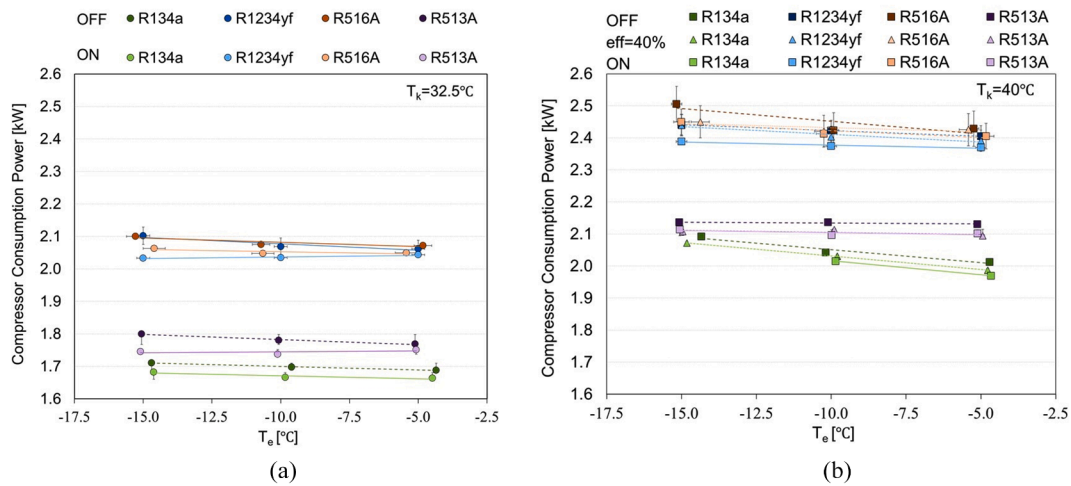 OFF R134a R1234yf R516A R513A
ON R134a R1234yf R516A R513A
Compressor Consumption Power [kW]
2.6
2.5
2.4
2.3
2.2
2.1
2.0
1.9
1.8
1.7
1.6
Tk=32.5℃
-17.5 -15.0 -12.5 -10.0 -7.5 -5.0 -2.5
Te [℃]
(a)
OFF R134a R1234yf R516A R513A
eff=40% R134a R1234yf R516A R513A
ON R134a R1234yf R516A R513A
Compressor Consumption Power [kW]
2.6
2.5
2.4
2.3
2.2
2.1
2.0
1.9
1.8
1.7
1.6
Tk=40℃
-17.5 -15.0 -12.5 -10.0 -7.5 -5.0 -2.5
Te [℃]
(b)